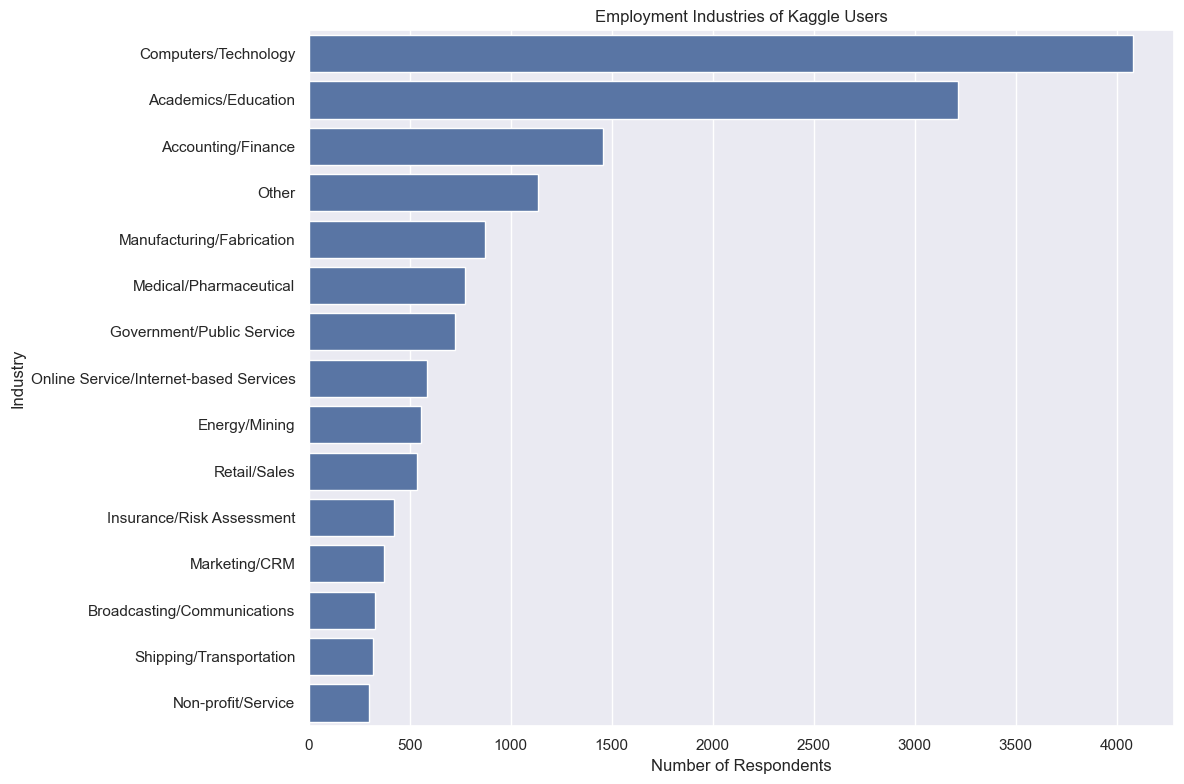 Employment Industries of Kaggle Users
Industry
Computers/Technology
Academics/Education
Accounting/Finance
Other
Manufacturing/Fabrication
Medical/Pharmaceutical
Government/Public Service
Online Service/Internet-based Services
Energy/Mining
Retail/Sales
Insurance/Risk Assessment
Marketing/CRM
Broadcasting/Communications
Shipping/Transportation
Non-profit/Service
0 500 1000 1500 2000 2500 3000 3500 4000
Number of Respondents